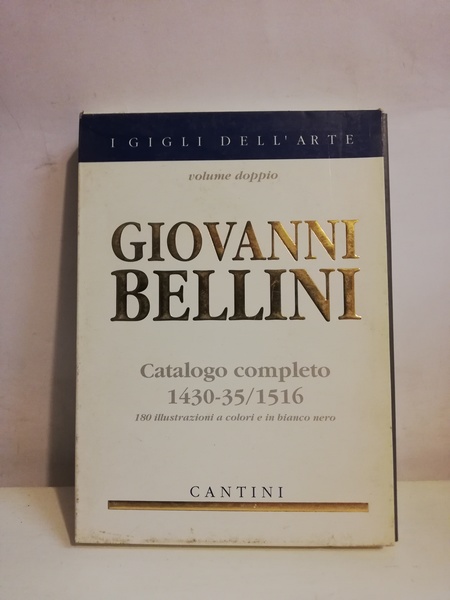 I GIGLI DELL'ARTE
volume doppio
GIOVANNI
BELLINI
Catalogo completo
1430-35/1516
180 illustrazioni a colori e in bianco nero
CANTINI